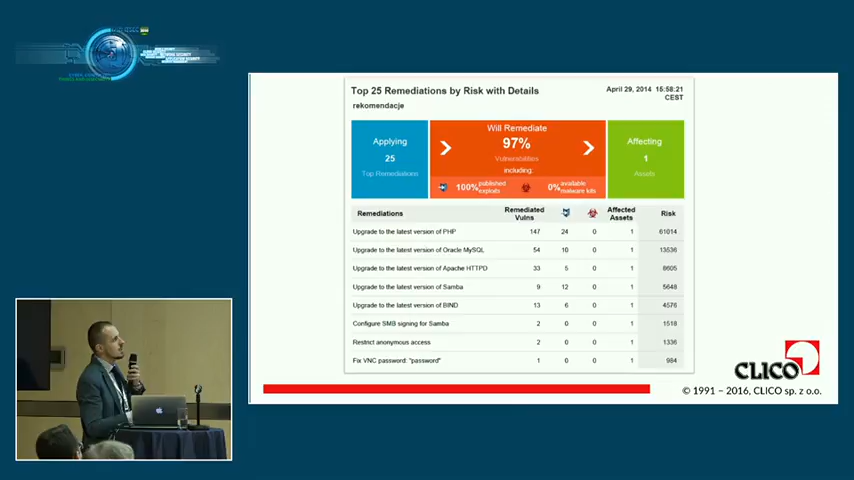 Top 25 Remediations by Risk with Details
April 29, 2014 15:58:21
CEST
rekomendacje
Applying
25
Top Remediations
Will Remediate
97%
Vulnerabilities
including:
100% published exploits
0% available malware kits
Affecting
1
Assets
Remediations Remediated Vulns Affected Assets Risk
Upgrade to the latest version of PHP 147 24 0 1 61014
Upgrade to the latest version of Oracle MySQL 54 10 0 1 13536
Upgrade to the latest version of Apache HTTPD 33 5 0 1 8605
Upgrade to the latest version of Samba 9 12 0 1 5648
Upgrade to the latest version of BIND 13 6 0 1 4576
Configure SMB signing for Samba 2 0 0 1 1518
Restrict anonymous access 2 0 0 1 1336
Fix VNC password: "password" 1 0 0 1 984
CLICO
© 1991 – 2016, CLICO sp. z o.o.